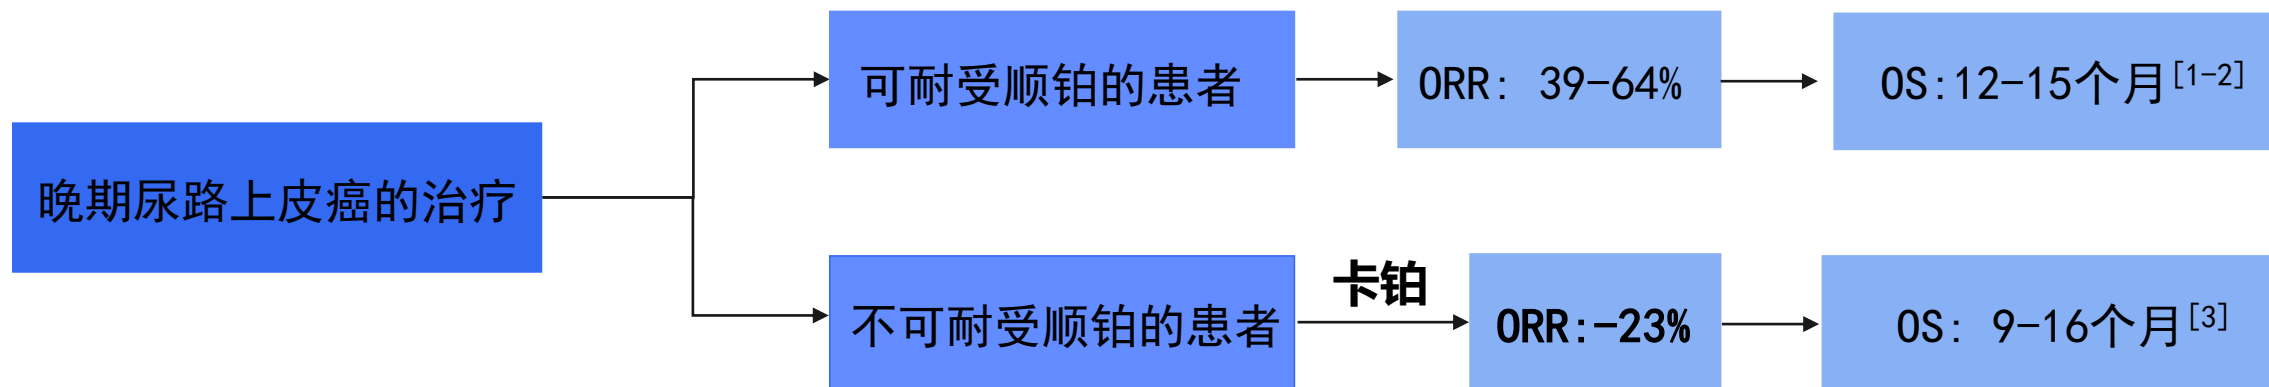 晚期尿路上皮癌的治疗
可耐受顺铂的患者
ORR: 39-64%
OS:12-15个月[1-2]
不可耐受顺铂的患者
卡铂
ORR:-23%
OS: 9-16个月[3]